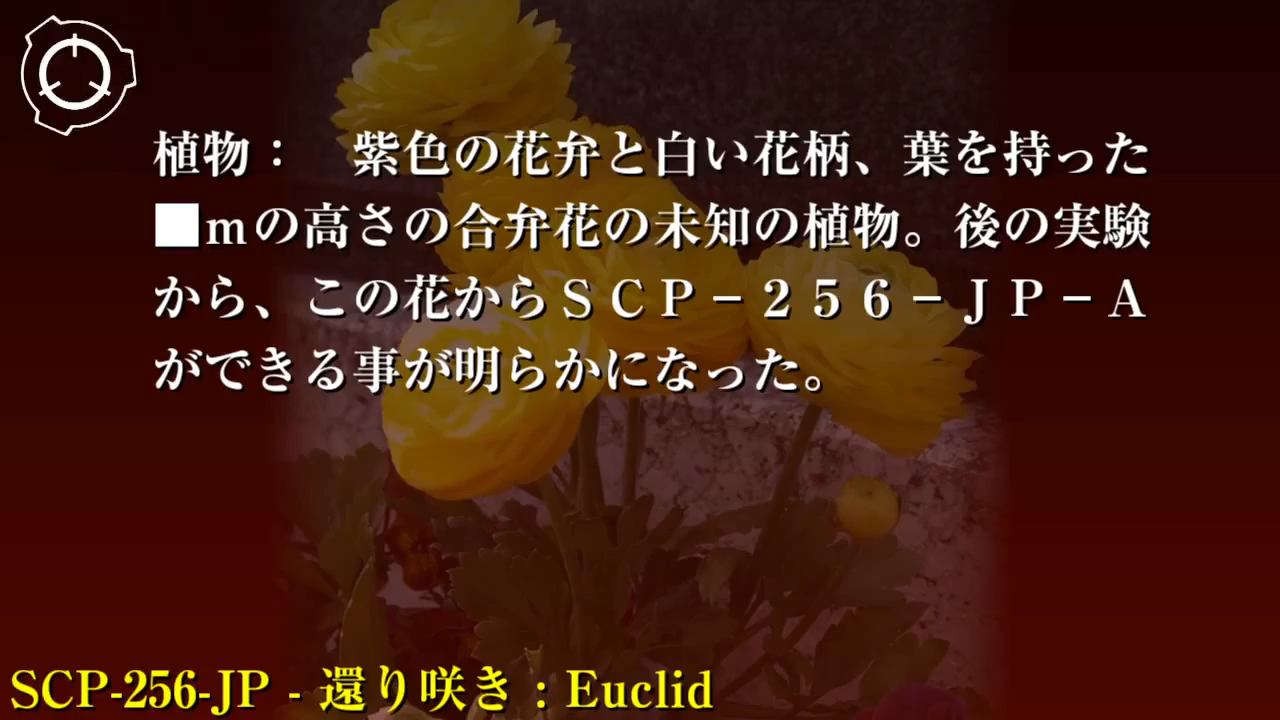 植物：　紫色の花弁と白い花柄、葉を持った
■ｍの高さの合弁花の未知の植物。後の実験
から、この花からＳＣＰ－２５６－ＪＰ－Ａ
ができる事が明らかになった。
SCP-256-JP - 還り咲き : Euclid